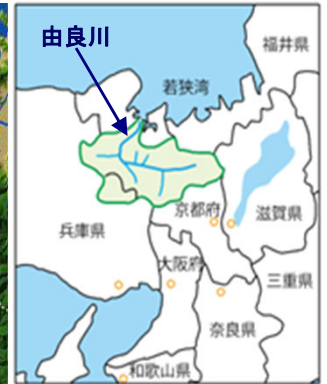 由良川
福井県
若狭湾
京都府
滋賀県
兵庫県
大阪府
三重県
奈良県
和歌山県